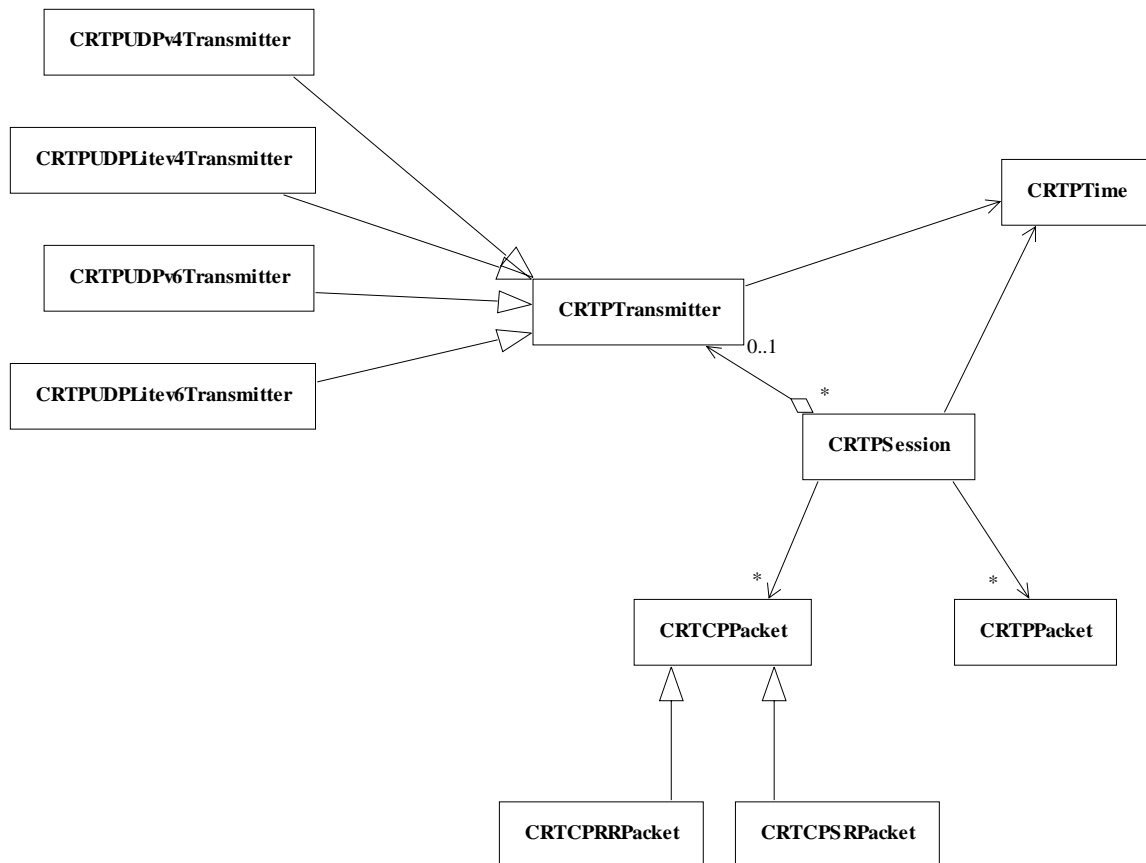 CRTPUDPv4Transmitter
CRTPUDPLitev4Transmitter
CRTPTime
CRTPUDPv6Transmitter
CRTPTransmitter
0..1
CRTPUDPLitev6Transmitter
*
CRTPSession
*
*
CRTCPPacket
CRTPPacket
CRTCPRRPacket
CRTCPSRPacket